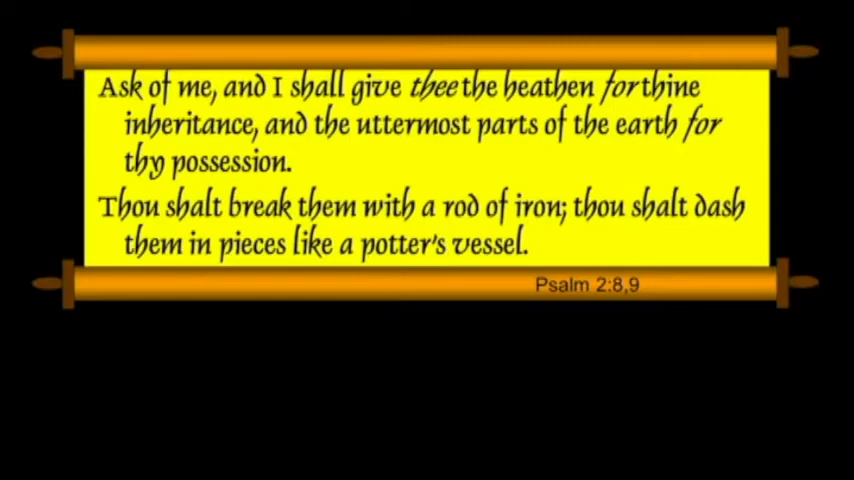 Ask of me, and I shall give thee the heathen for thine
inheritance, and the uttermost parts of the earth for
thy possession.
Thou shalt break them with a rod of iron; thou shalt dash
them in pieces like a potter's vessel.
Psalm 2:8,9